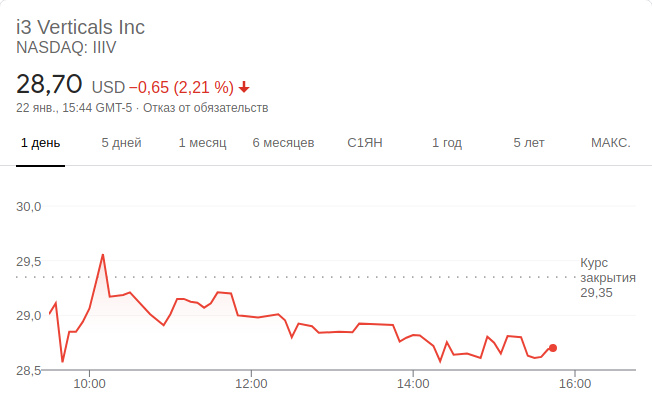 i3 Verticals Inc
NASDAQ: IIIV
28,70 USD −0,65 (2,21 %)
22 янв., 15:44 GMT-5 · Отказ от обязательств
1 день 5 дней 1 месяц 6 месяцев С1ЯН 1 год 5 лет МАКС.
30,0
29,5
Курс
закрытия
29,35
29,0
28,5
10:00 12:00 14:00 16:00